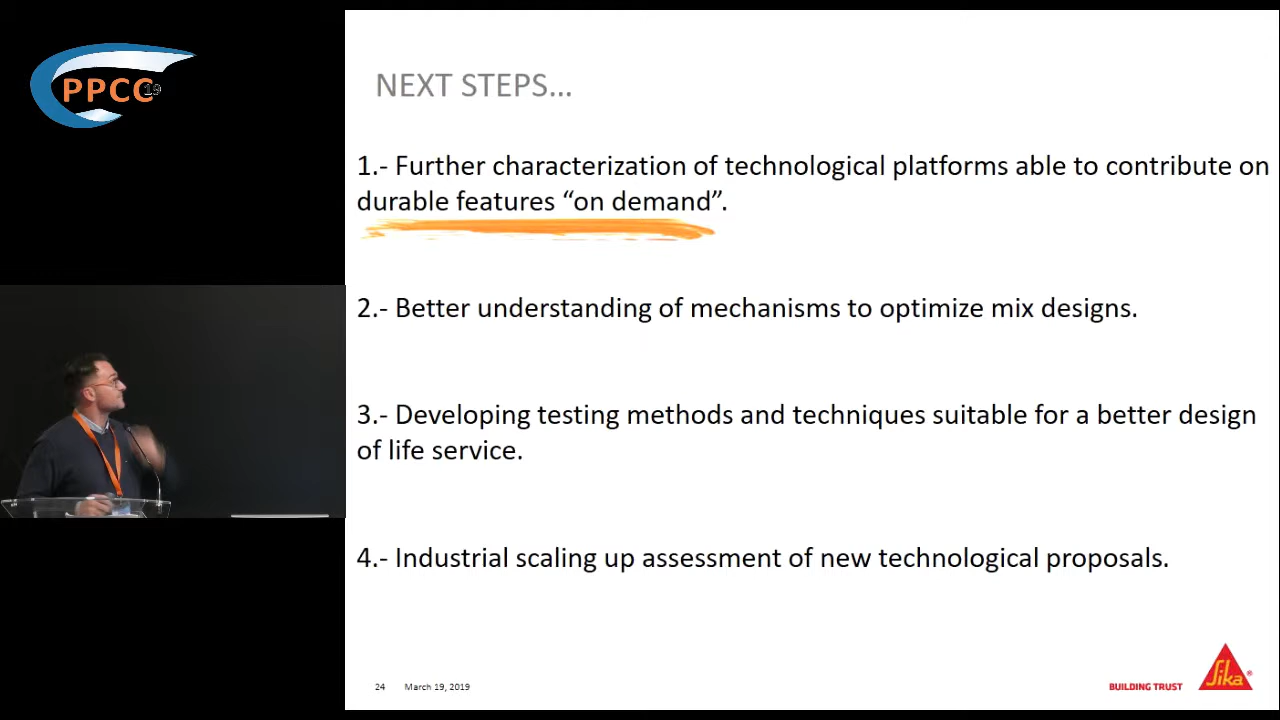 PPCC 19
NEXT STEPS...
1.- Further characterization of technological platforms able to contribute on
durable features “on demand”.
2.- Better understanding of mechanisms to optimize mix designs.
3.- Developing testing methods and techniques suitable for a better design
of life service.
4.- Industrial scaling up assessment of new technological proposals.
24 March 19, 2019
BUILDING TRUST
Sika®